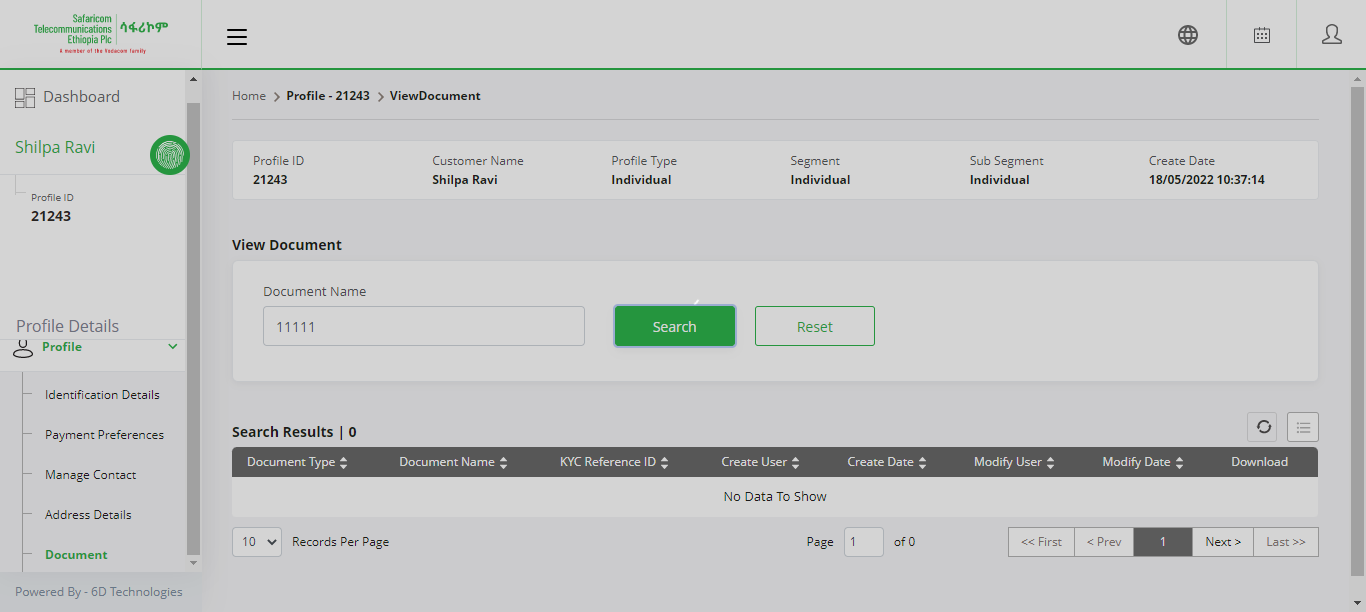 Safaricom
Telecommunications
Ethiopia Plc
ሳፋሪኮም
A member of the Vodacom family
Dashboard
Shilpa Ravi
Profile ID
21243
Profile Details
Profile
Identification Details
Payment Preferences
Manage Contact
Address Details
Document
Powered By - 6D Technologies
Home > Profile - 21243 > ViewDocument
Profile ID Customer Name Profile Type Segment Sub Segment Create Date
21243 Shilpa Ravi Individual Individual Individual 18/05/2022 10:37:14
View Document
Document Name
11111 Search Reset
Search Results | 0
Document Type Document Name KYC Reference ID Create User Create Date Modify User Modify Date Download
No Data To Show
10 Records Per Page Page 1 of 0 << First < Prev 1 Next > Last >>